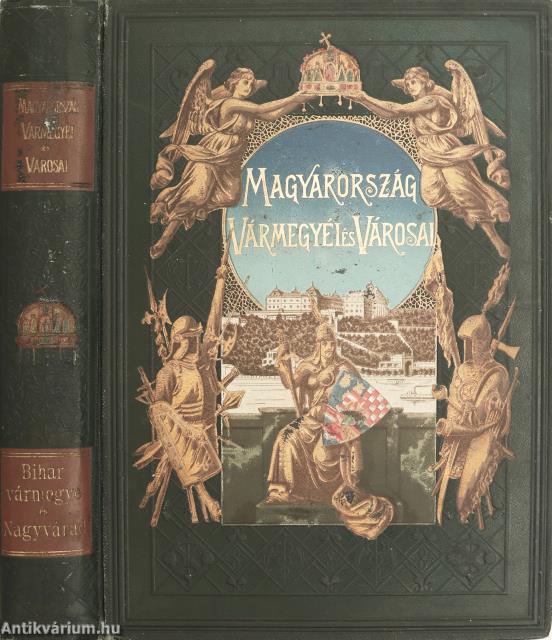 MAGYARORSZÁG
VÁRMEGYÉI
ÉS
VÁROSAI
Bihar
vármegye
és
Nagyvárad
MAGYARORSZÁG
VÁRMEGYÉI ÉS VÁROSAI
Antikvárium.hu